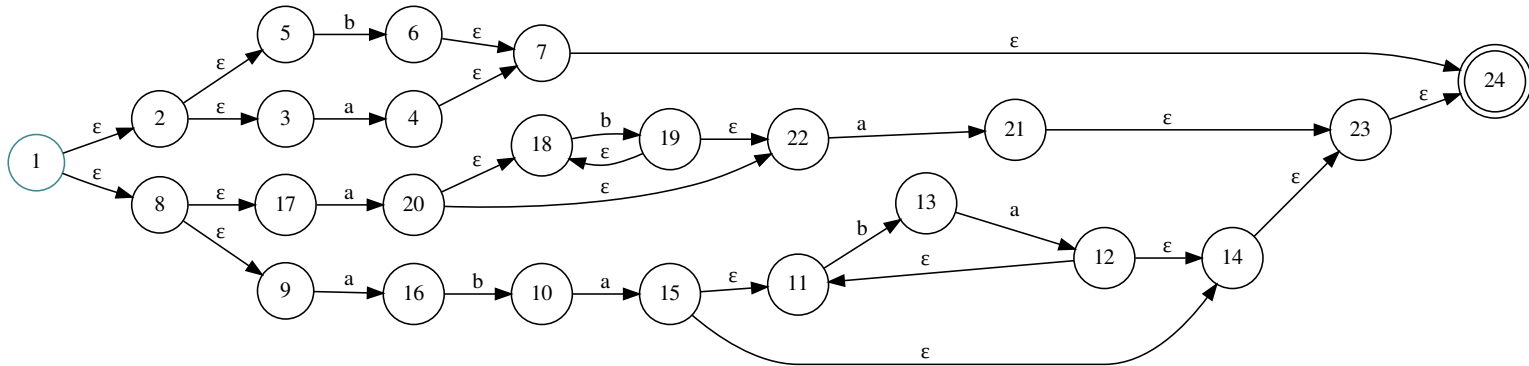 5 b 6 ε 7 ε 24
ε ε ε
ε 2 ε 3 a 4
1 18 b 19 ε 22 a 21 ε 23
ε ε ε ε
8 ε 17 a 20 ε 13 a ε
ε b ε 12 ε 14
9 a 16 b 10 a 15 ε 11
ε